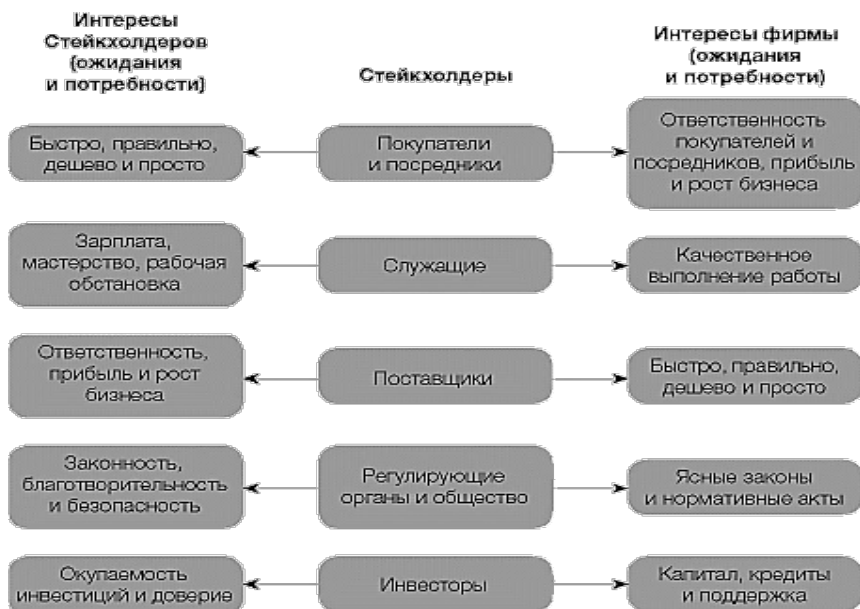 Интересы
Стейкхолдеров
(ожидания
и потребности)
Стейкхолдеры
Интересы фирмы
(ожидания
и потребности)
Быстро, правильно,
дешево и просто
Покупатели
и посредники
Ответственность
покупателей и
посредников, прибыль
и рост бизнеса
Зарплата,
мастерство, рабочая
обстановка
Служащие
Качественное
выполнение работы
Ответственность,
прибыль и рост
бизнеса
Поставщики
Быстро, правильно,
дешево и просто
Законность,
благотворительность
и безопасность
Регулирующие
органы и общество
Ясные законы
и нормативные акты
Окупаемость
инвестиций и доверие
Инвесторы
Капитал, кредиты
и поддержка